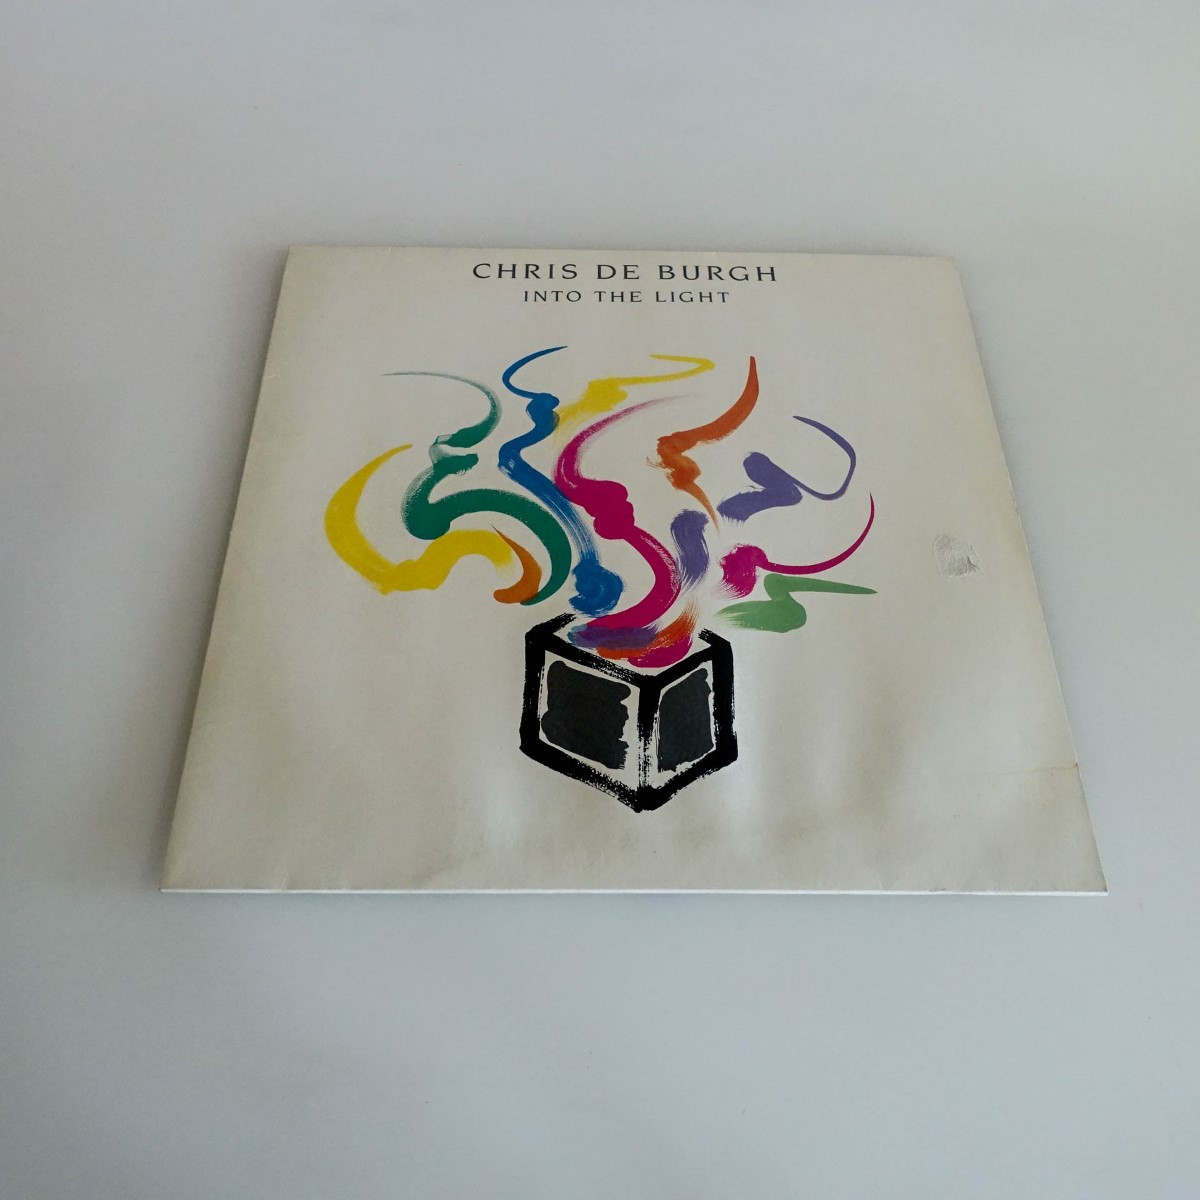 CHRIS DE BURGH
INTO THE LIGHT